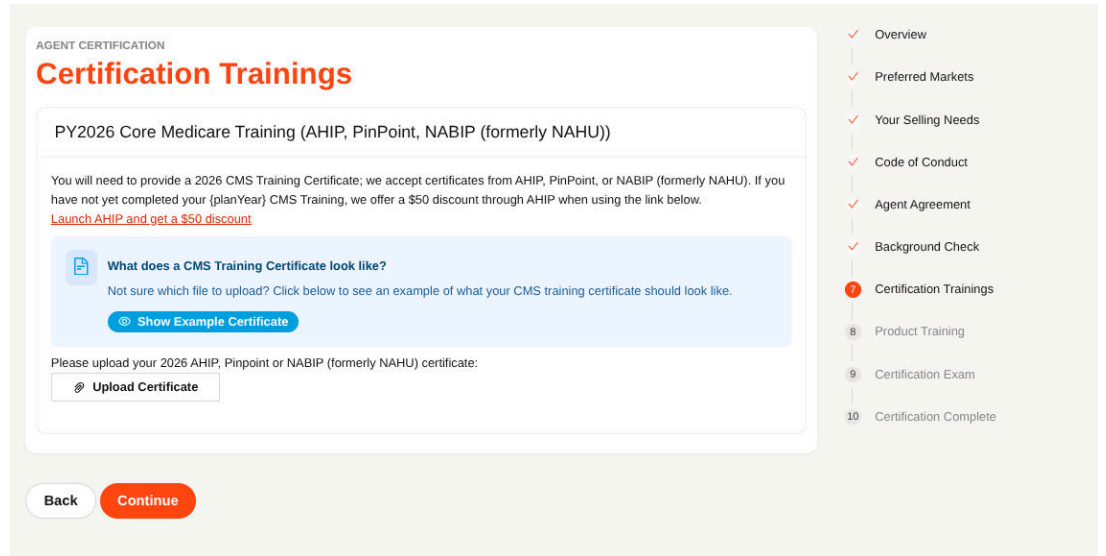 AGENT CERTIFICATION
Certification Trainings
PY2026 Core Medicare Training (AHIP, PinPoint, NABIP (formerly NAHU))
You will need to provide a 2026 CMS Training Certificate; we accept certificates from AHIP, PinPoint, or NABIP (formerly NAHU). If you
have not yet completed your {planYear} CMS Training, we offer a $50 discount through AHIP when using the link below.
Launch AHIP and get a $50 discount
What does a CMS Training Certificate look like?
Not sure which file to upload? Click below to see an example of what your CMS training certificate should look like.
Show Example Certificate
Please upload your 2026 AHIP, Pinpoint or NABIP (formerly NAHU) certificate:
Upload Certificate
Back
Continue
Overview
Preferred Markets
Your Selling Needs
Code of Conduct
Agent Agreement
Background Check
7 Certification Trainings
8 Product Training
9 Certification Exam
10 Certification Complete